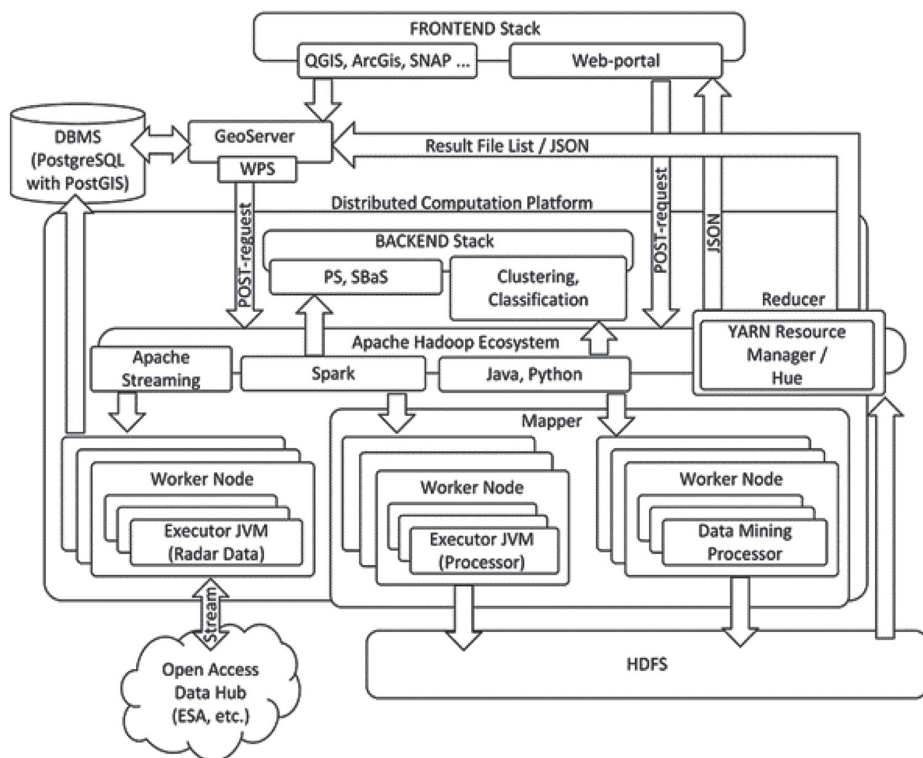 FRONTEND Stack
QGIS, ArcGis, SNAP ...
Web-portal
DBMS
(PostgreSQL
with PostGIS)
GeoServer
WPS
Result File List / JSON
POST-reguest
POST-request
JSON
Distributed Computation Platform
BACKEND Stack
PS, SBaS
Clustering,
Classification
Reducer
YARN Resource
Manager /
Hue
Apache Hadoop Ecosystem
Apache
Streaming
Spark
Java, Python
Mapper
Worker Node
Executor JVM
(Radar Data)
Worker Node
Executor JVM
(Processor)
Worker Node
Data Mining
Processor
Stream
Open Access
Data Hub
(ESA, etc.)
HDFS